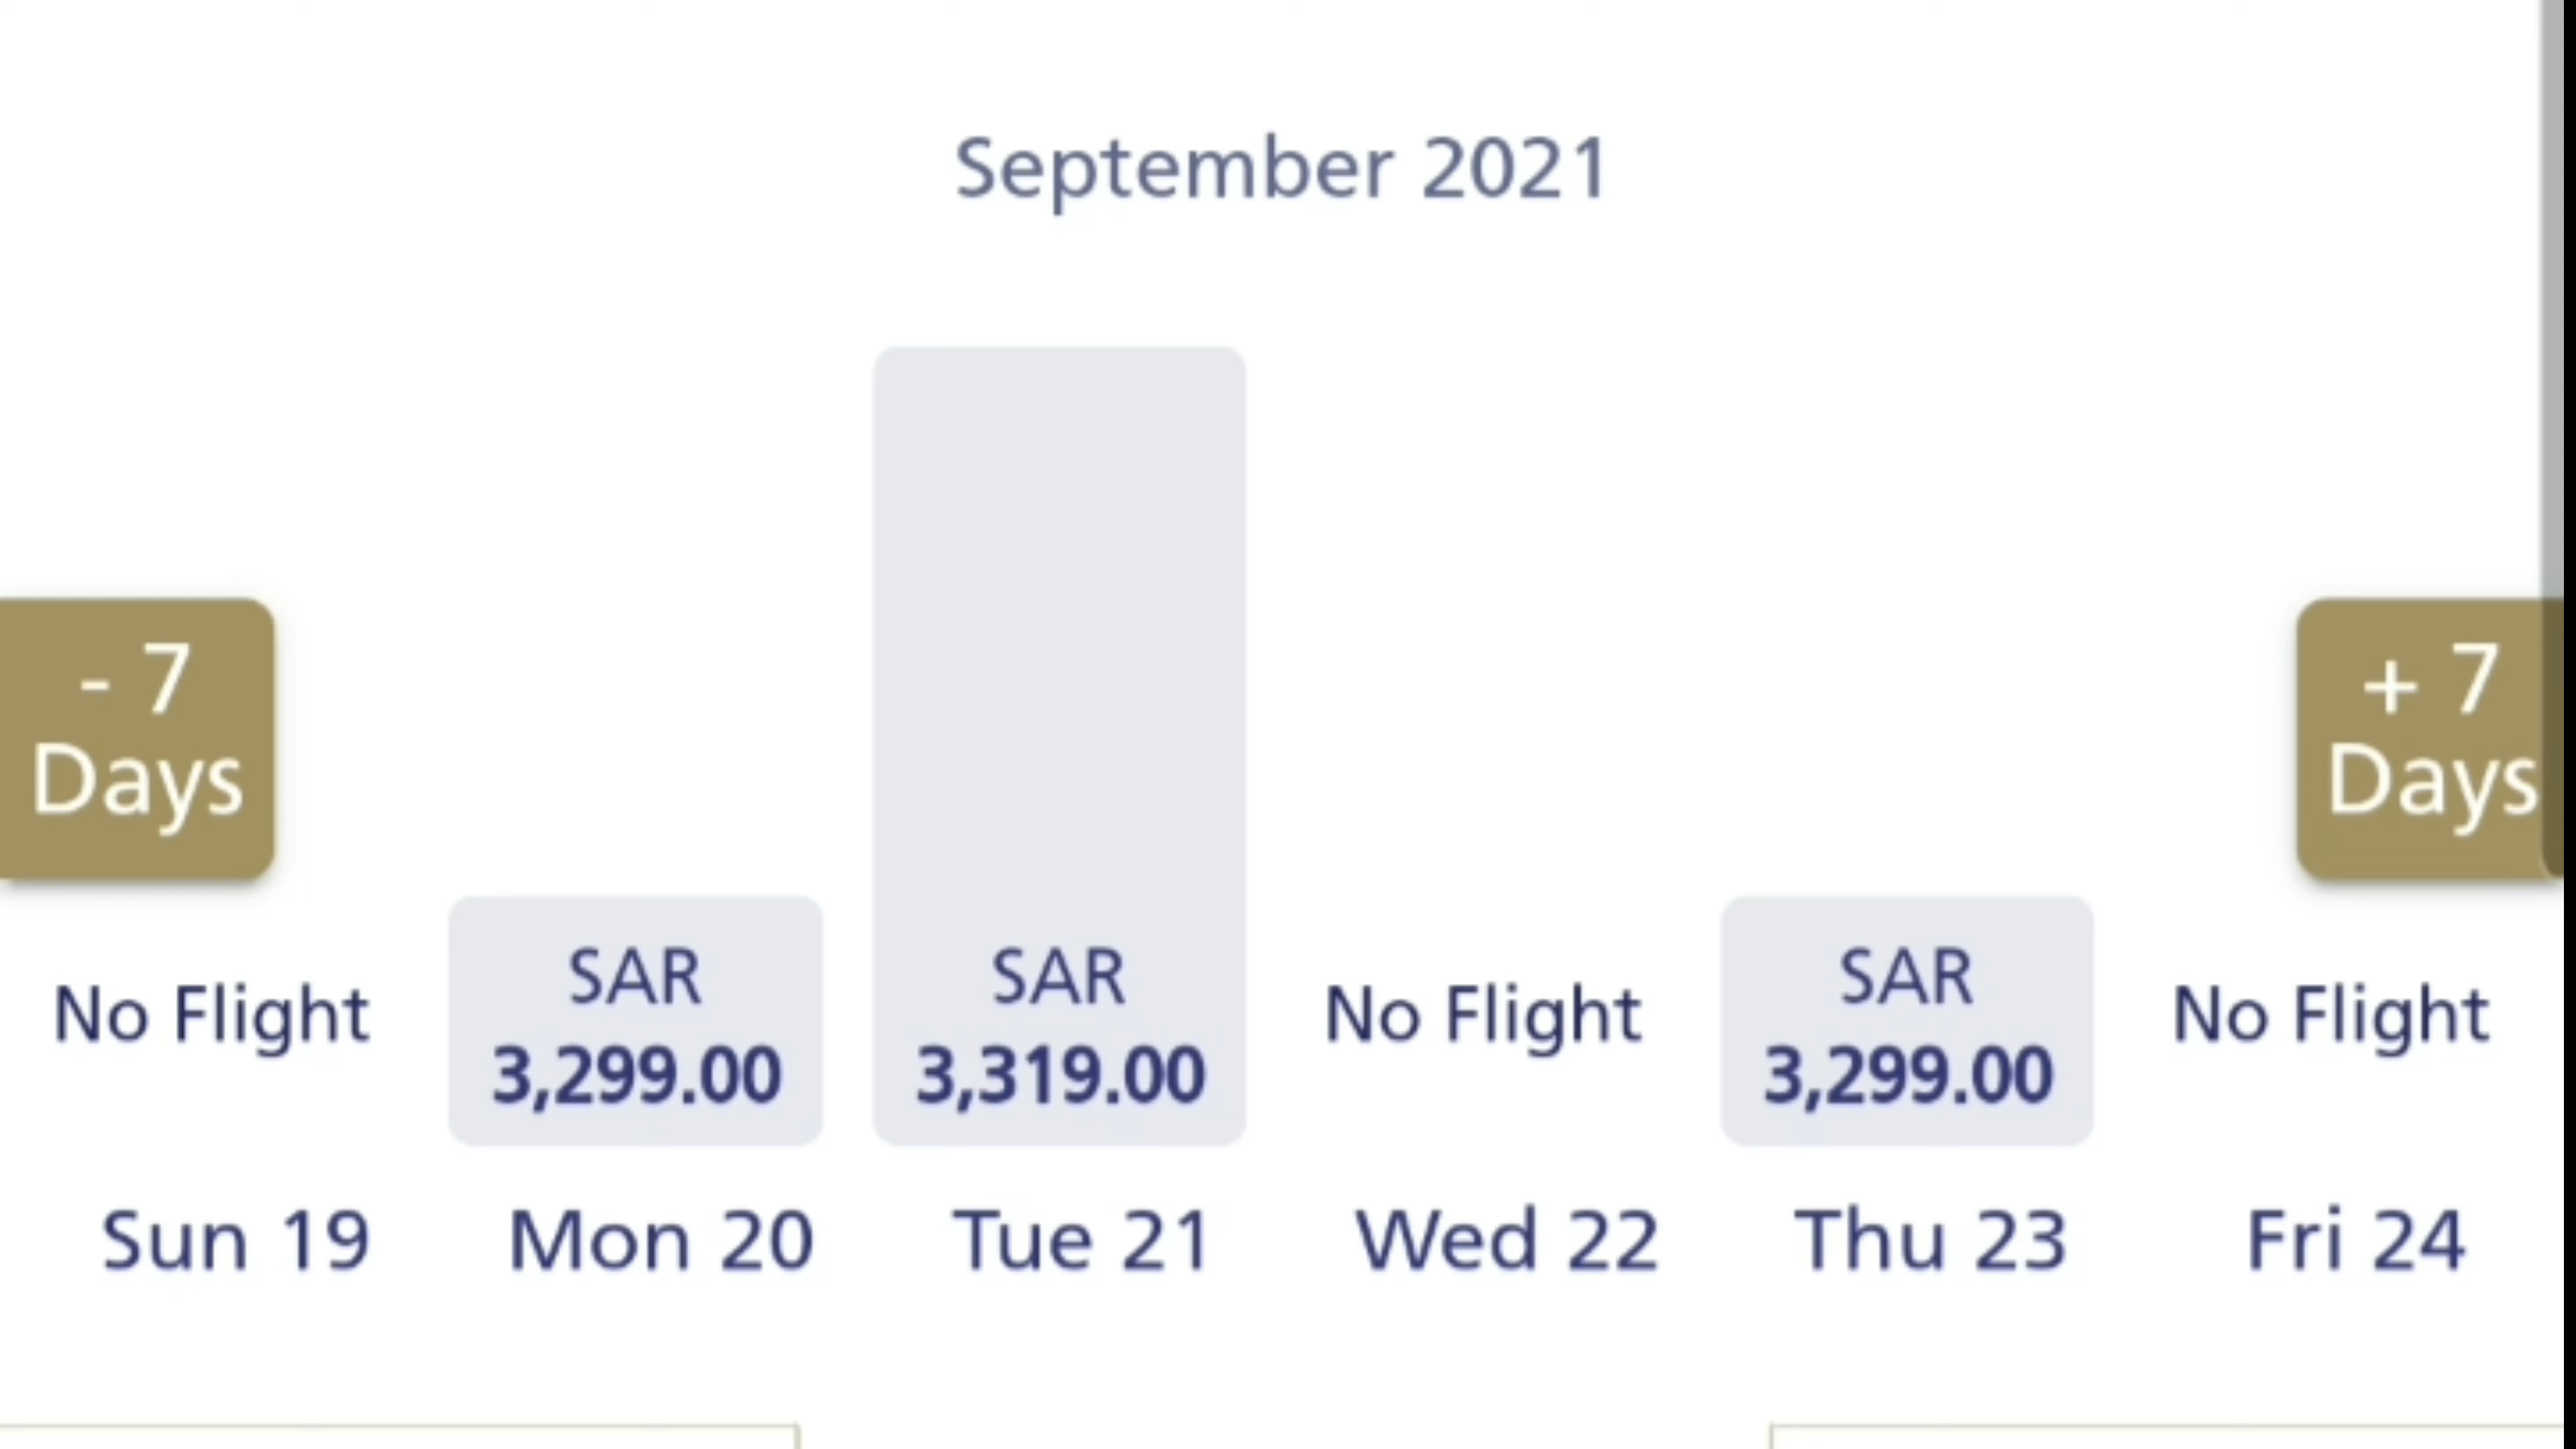 September 2021
- 7
Days
+ 7
Days
No Flight
SAR
3,299.00
SAR
3,319.00
No Flight
SAR
3,299.00
No Flight
Sun 19
Mon 20
Tue 21
Wed 22
Thu 23
Fri 24